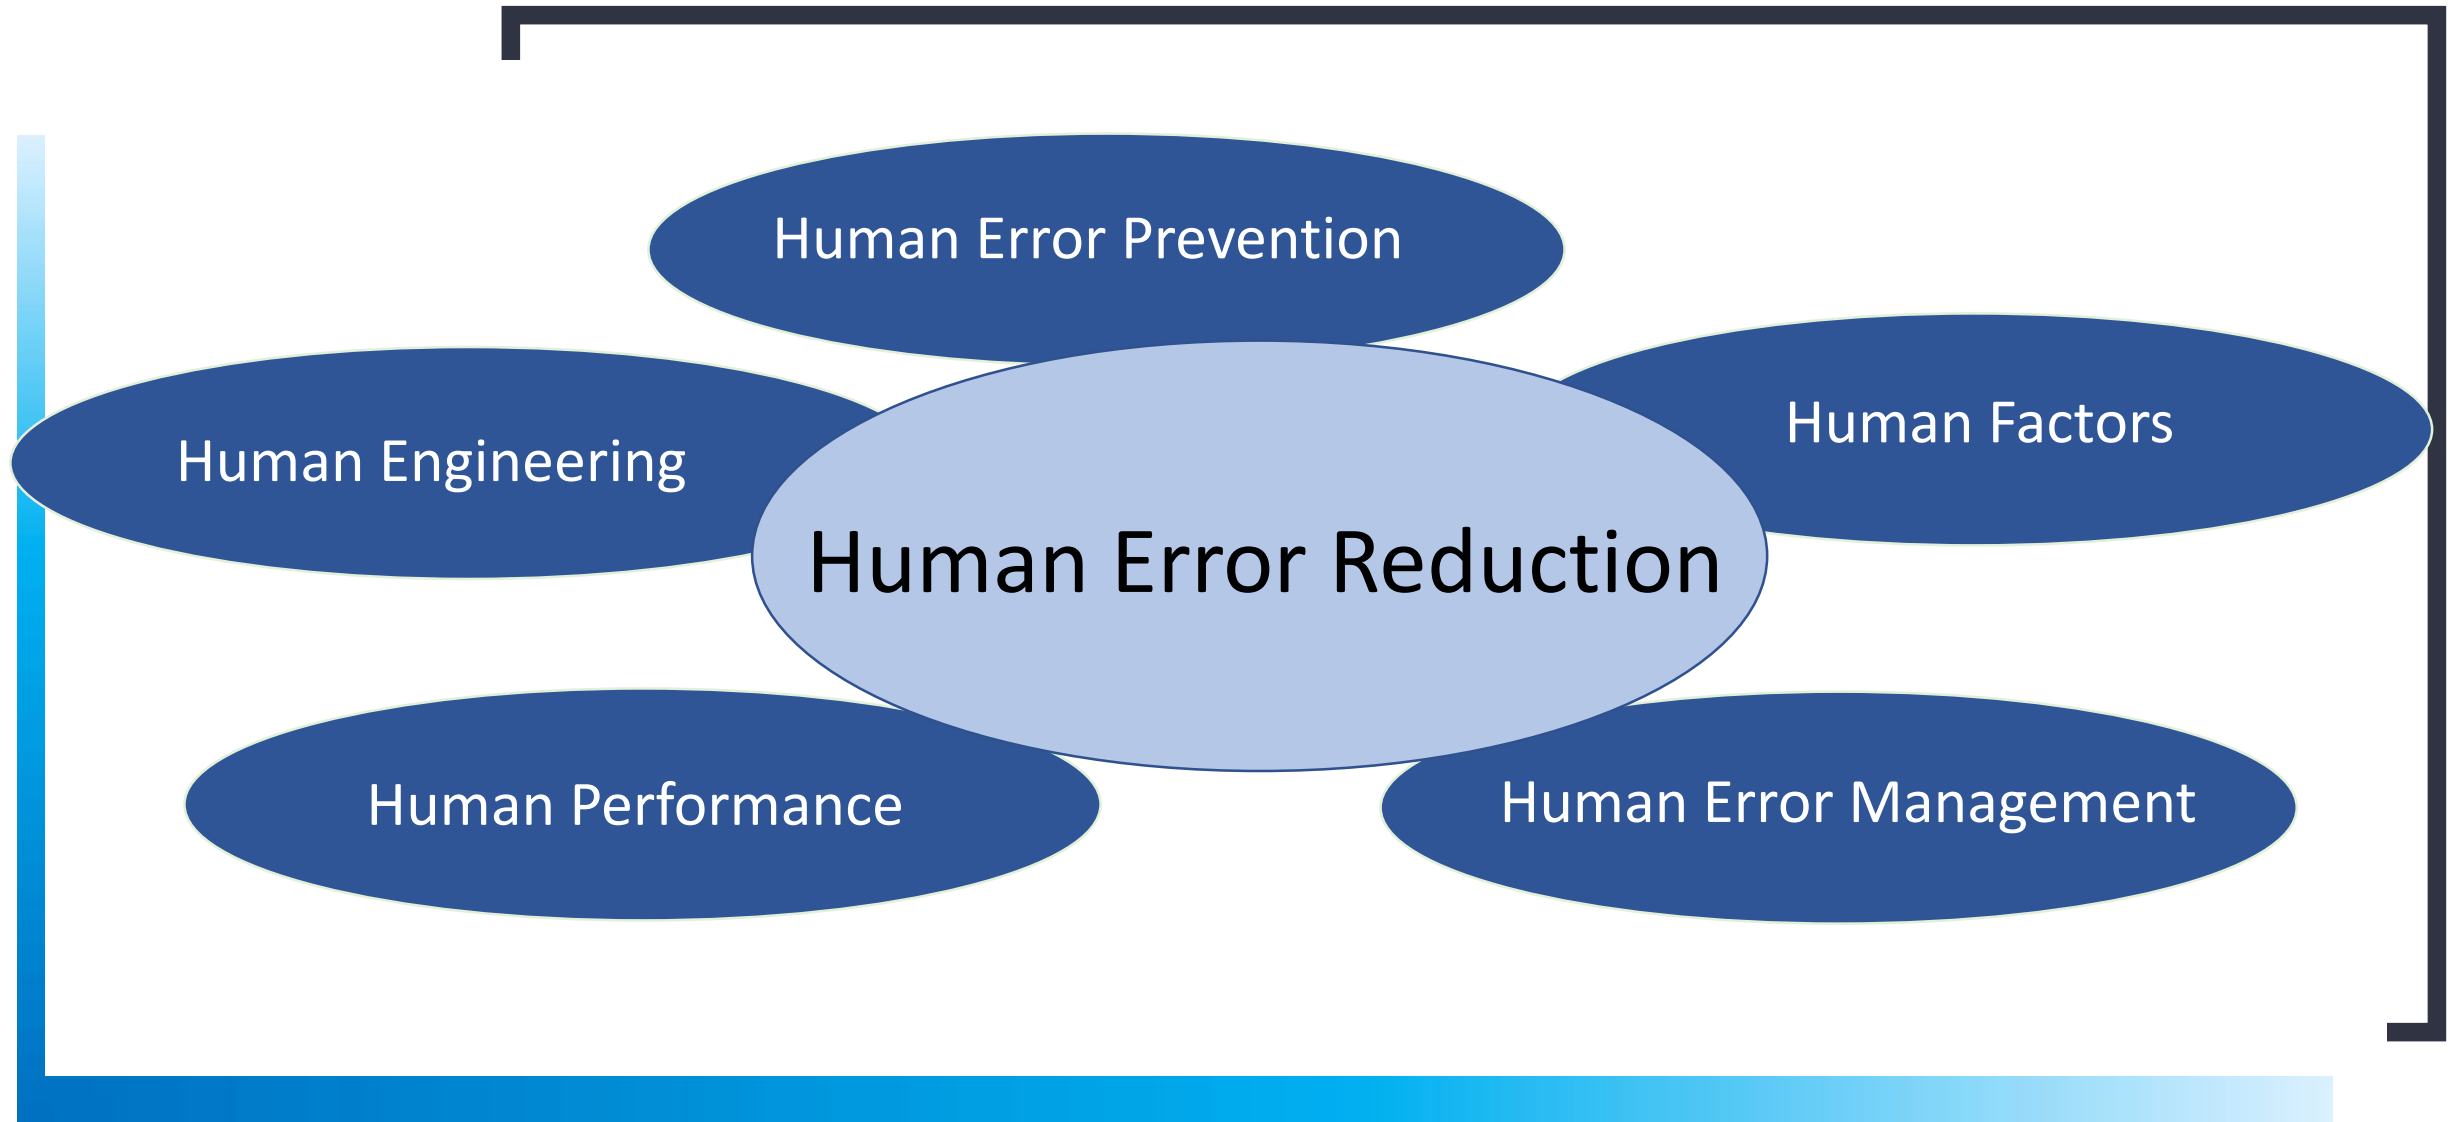 Human Error Prevention
Human Factors
Human Engineering
Human Error Reduction
Human Performance
Human Error Management